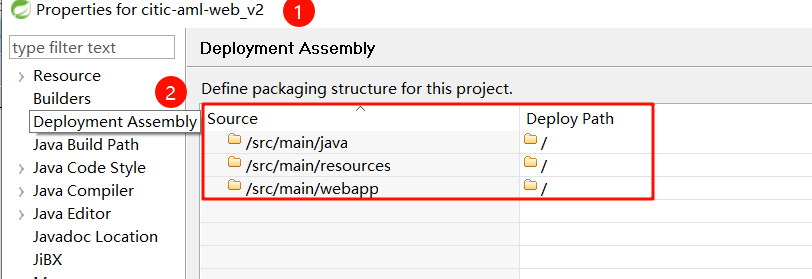 Properties for citic-aml-web_v2
1
type filter text
Deployment Assembly
Resource
2
Builders
Define packaging structure for this project.
Deployment Assembly
Source Deploy Path
Java Build Path
/src/main/java /
Java Code Style
/src/main/resources /
Java Compiler
/src/main/webapp /
Java Editor
Javadoc Location
JiBX